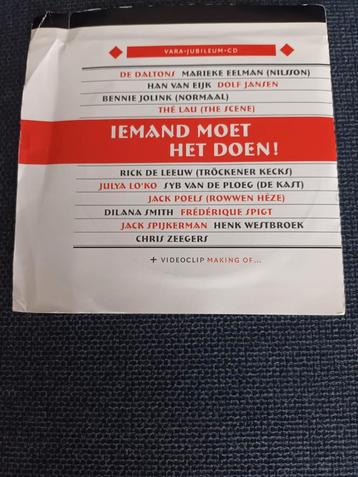 VARA-JUBILEUM-CD
DE DALTONS MARIEKE EELMAN (NILSSON)
HAN VAN EIJK DOLF JANSEN
BENNIE JOLINK (NORMAAL)
THÉ LAU (THE SCENE)
IEMAND MOET
HET DOEN!
RICK DE LEEUW (TRÖCKENER KECKS)
JULYA LO'KO SYB VAN DE PLOEG (DE KAST)
JACK POELS (ROWWEN HÈZE)
DILANA SMITH FRÉDÉRIQUE SPIGT
JACK SPIJKERMAN HENK WESTBROEK
CHRIS ZEEGERS
+ VIDEOCLIP MAKING OF...